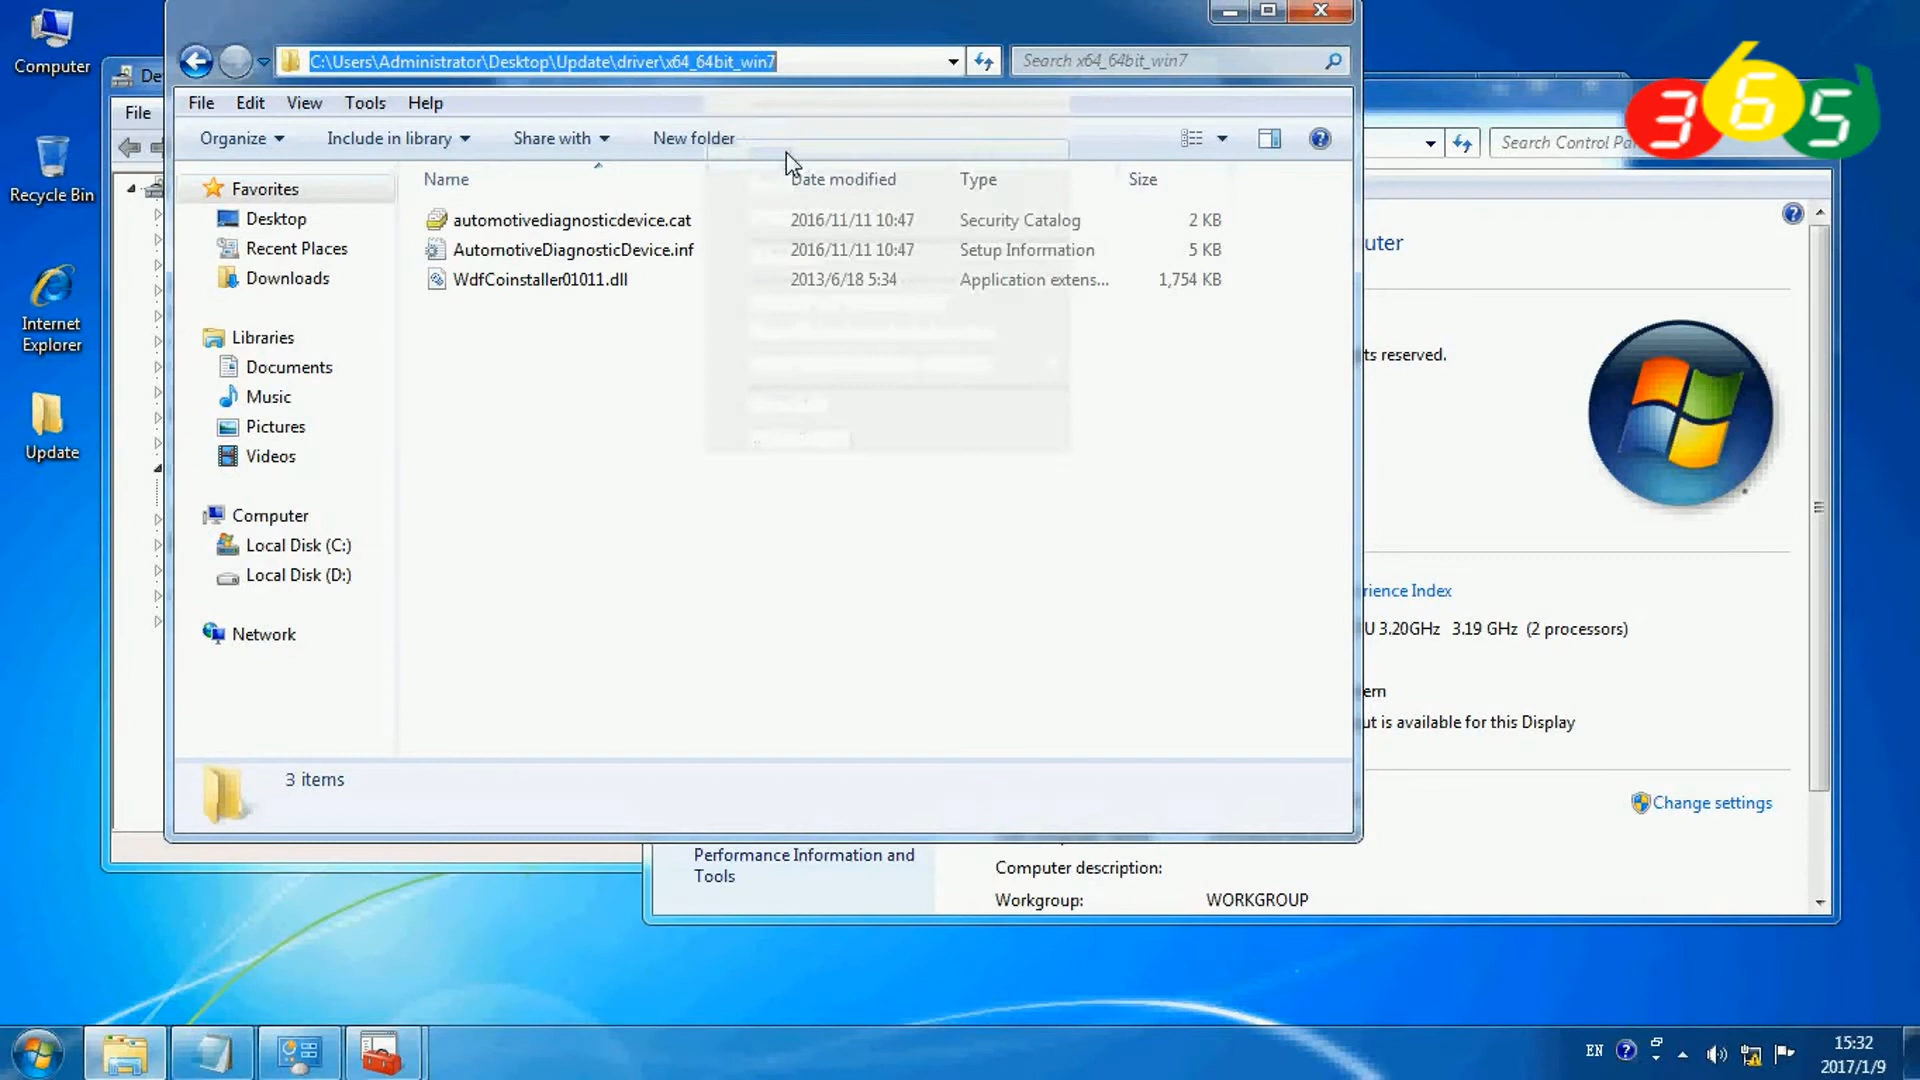 Computer
Recycle Bin
Internet
Explorer
Update
De
File
C:\Users\Administrator\Desktop\Update\driver\x64_64bit_win7
Search x64_64bit_win7
File Edit View Tools Help
Organize Include in library Share with New folder
Name Date modified Type Size
automotivediagnosticdevice.cat 2016/11/11 10:47 Security Catalog 2 KB
AutomotiveDiagnosticDevice.inf 2016/11/11 10:47 Setup Information 5 KB
WdfCoinstaller01011.dll 2013/6/18 5:34 Application extens... 1,754 KB
Favorites
Desktop
Recent Places
Downloads
Libraries
Documents
Music
Pictures
Videos
Computer
Local Disk (C:)
Local Disk (D:)
Network
3 items
365
Search Control Pa
uter
ts reserved.
rience Index
U 3.20GHz 3.19 GHz (2 processors)
ern
ut is available for this Display
Change settings
Performance Information and
Tools
Computer description:
Workgroup: WORKGROUP
EN
15:32
2017/1/9